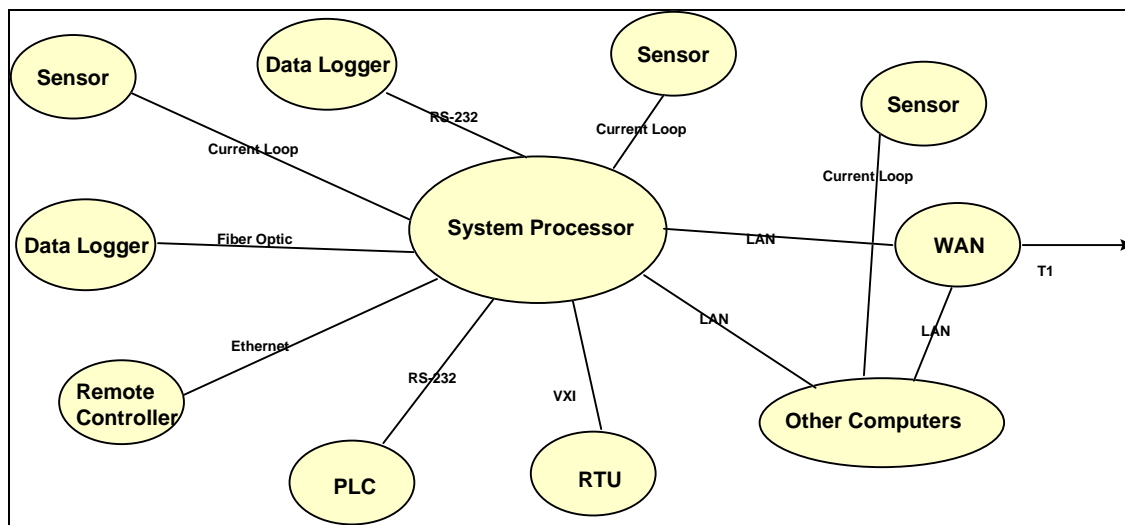 Sensor
Data Logger
Sensor
Sensor
RS-232
Current Loop
Current Loop
Current Loop
System Processor
Data Logger
Fiber Optic
LAN
WAN
T1
LAN
LAN
Ethernet
RS-232
VXI
Remote
Controller
Other Computers
PLC
RTU